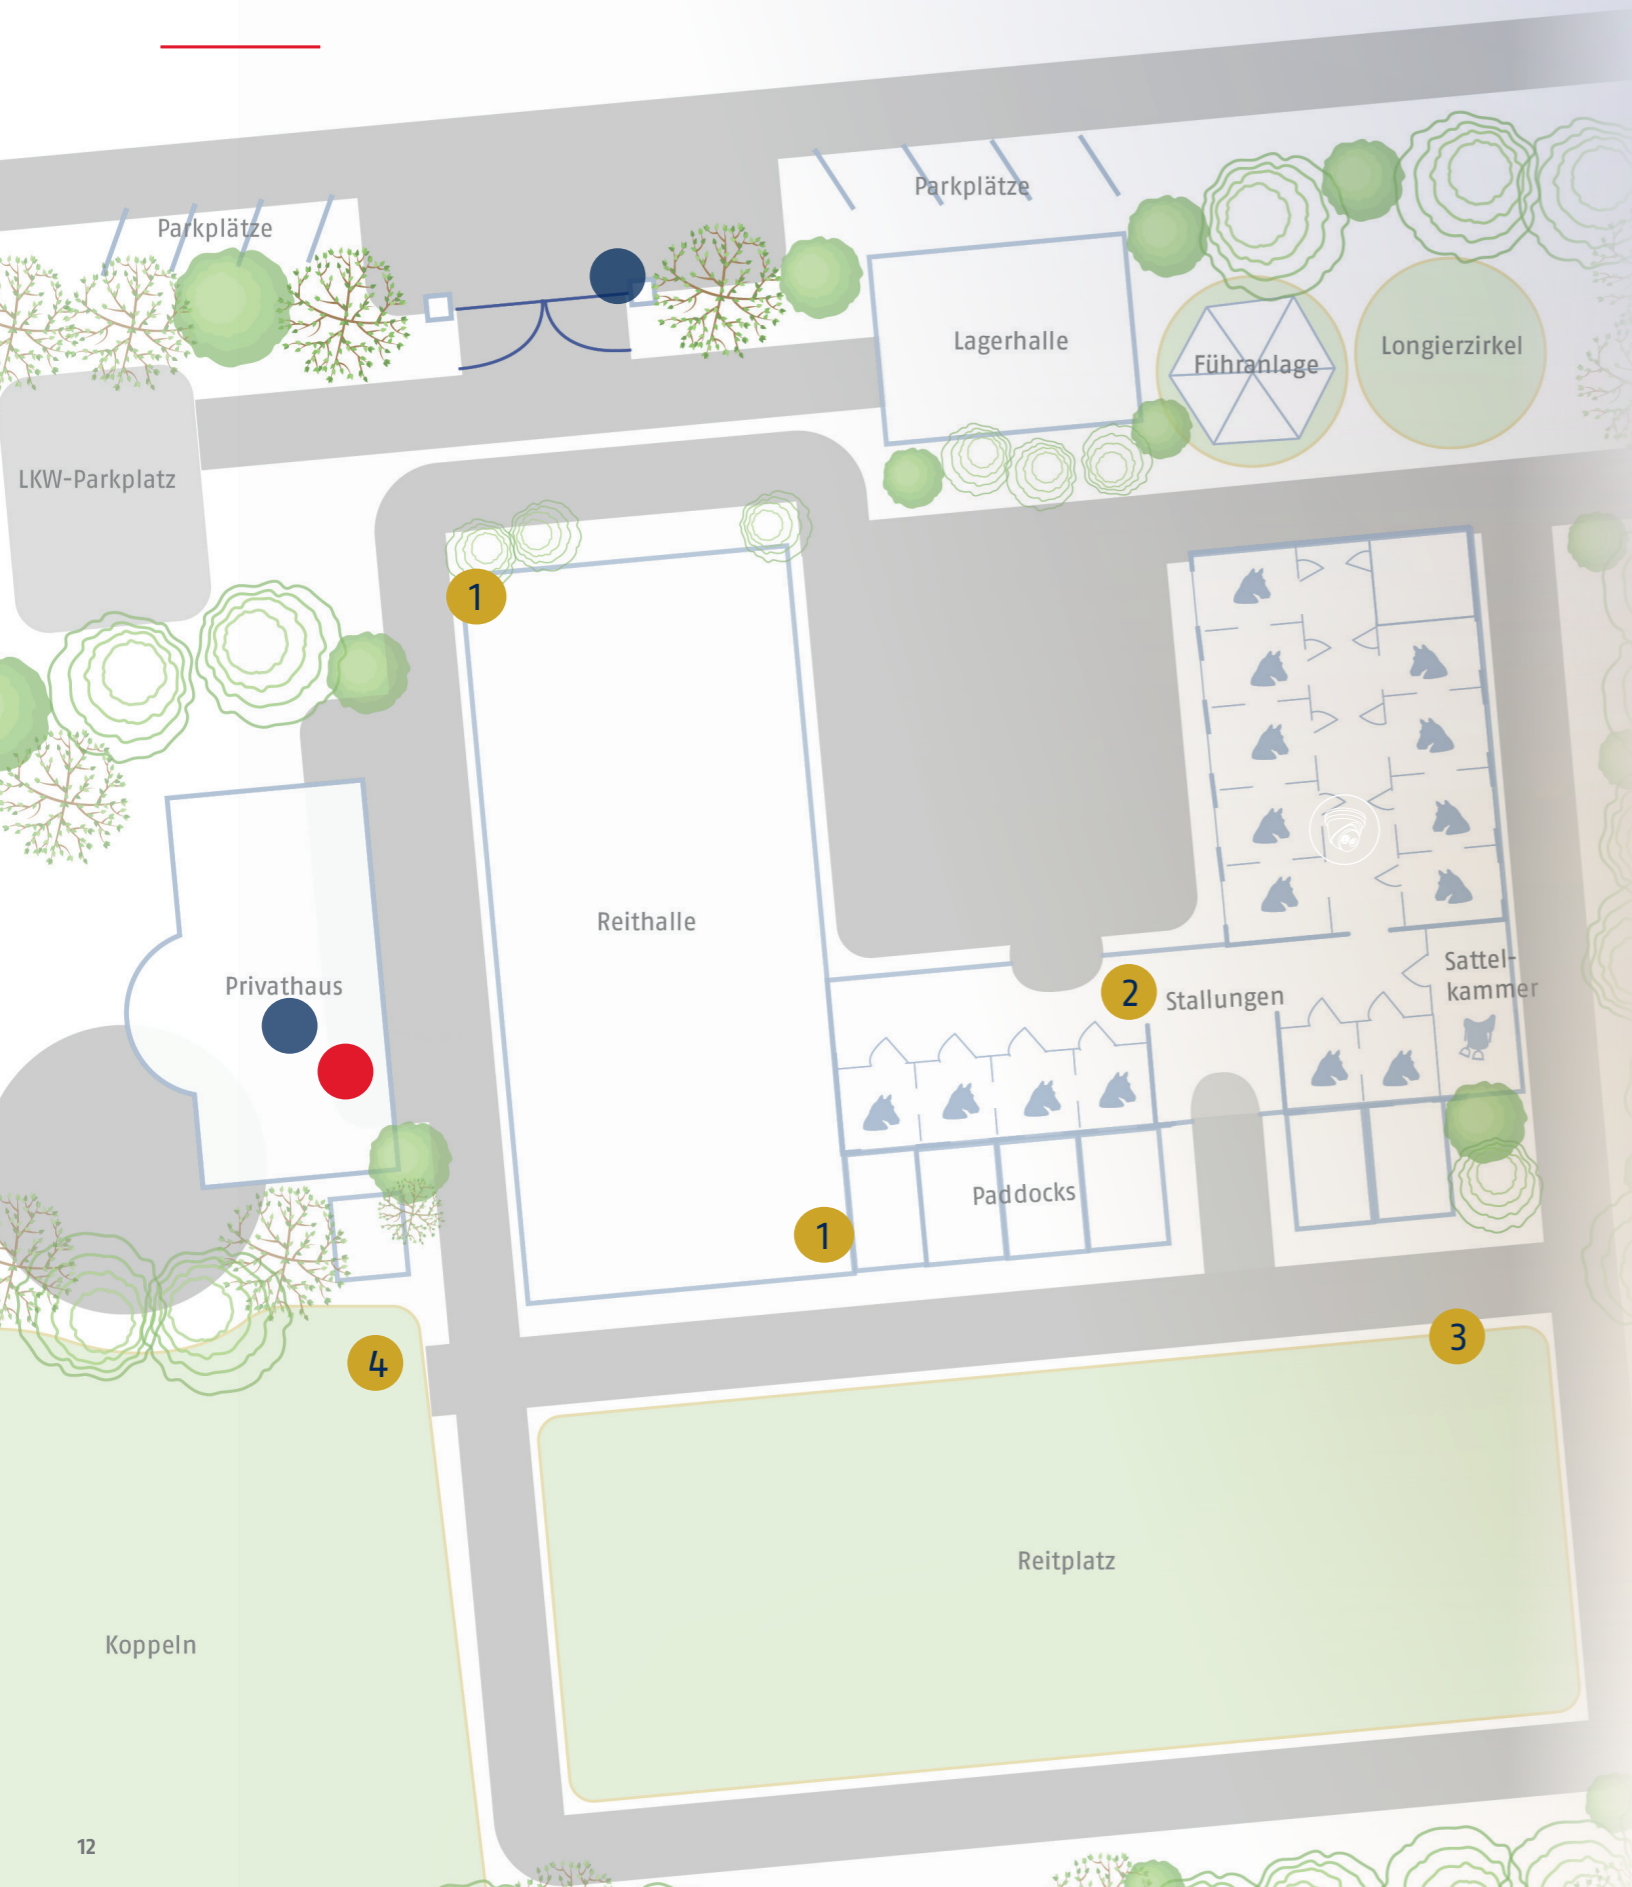 Parkplätze
Parkplätze
Lagerhalle
Führanlage
Longierzirkel
LKW-Parkplatz
1
Reithalle
Privathaus
2
Stallungen
Sattel-
kammer
Paddocks
1
3
4
Reitplatz
Koppeln
12